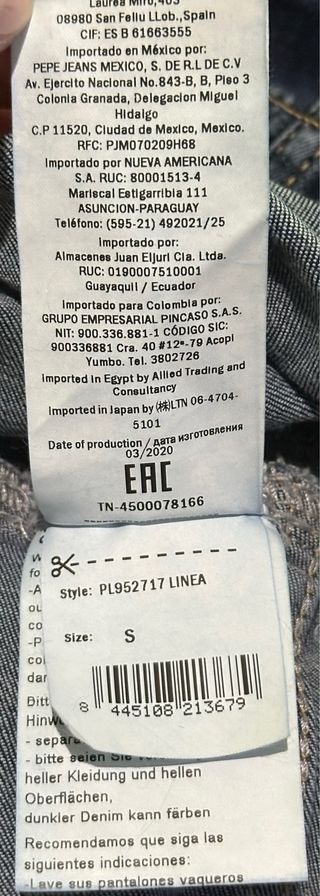 Laurea Miró,403
08980 San Feliu LLob.,Spain
CIF: ES B 61663555
Importado en México por:
PEPE JEANS MEXICO, S. DE R.L DE C.V
Av. Ejercito Nacional No.843-B, B, Piso 3
Colonia Granada, Delegacion Miguel
Hidalgo
C.P 11520, Ciudad de Mexico, Mexico.
RFC: PJM070209H68
Importado por NUEVA AMERICANA
S.A. RUC: 80001513-4
Mariscal Estigarribia 111
ASUNCION-PARAGUAY
Teléfono: (595-21) 492021/25
Importado por:
Almacenes Juan Eljuri Cia. Ltda.
RUC: 0190007510001
Guayaquil / Ecuador
Importado para Colombia por:
GRUPO EMPRESARIAL PINCASO S.A.S.
NIT: 900.336.881-1 CÓDIGO SIC:
900336881 Cra. 40 #12ª-79 Acopi
Yumbo. Tel. 3802726
Imported in Egypt by Allied Trading and
Consultancy
Imported in Japan by ㈱LTN 06-4704-
5101
Date of production / дата изготовления
03/2020
EAC
TN-4500078166
Style: PL952717 LINEA
Size: S
8 445108 213679
Bitt
Hinw
- separ
- bitte seien Sie
heller Kleidung und hellen
Oberflächen,
dunkler Denim kann färben
Recomendamos que siga las
siguientes indicaciones:
-Lave sus pantalones vaqueros